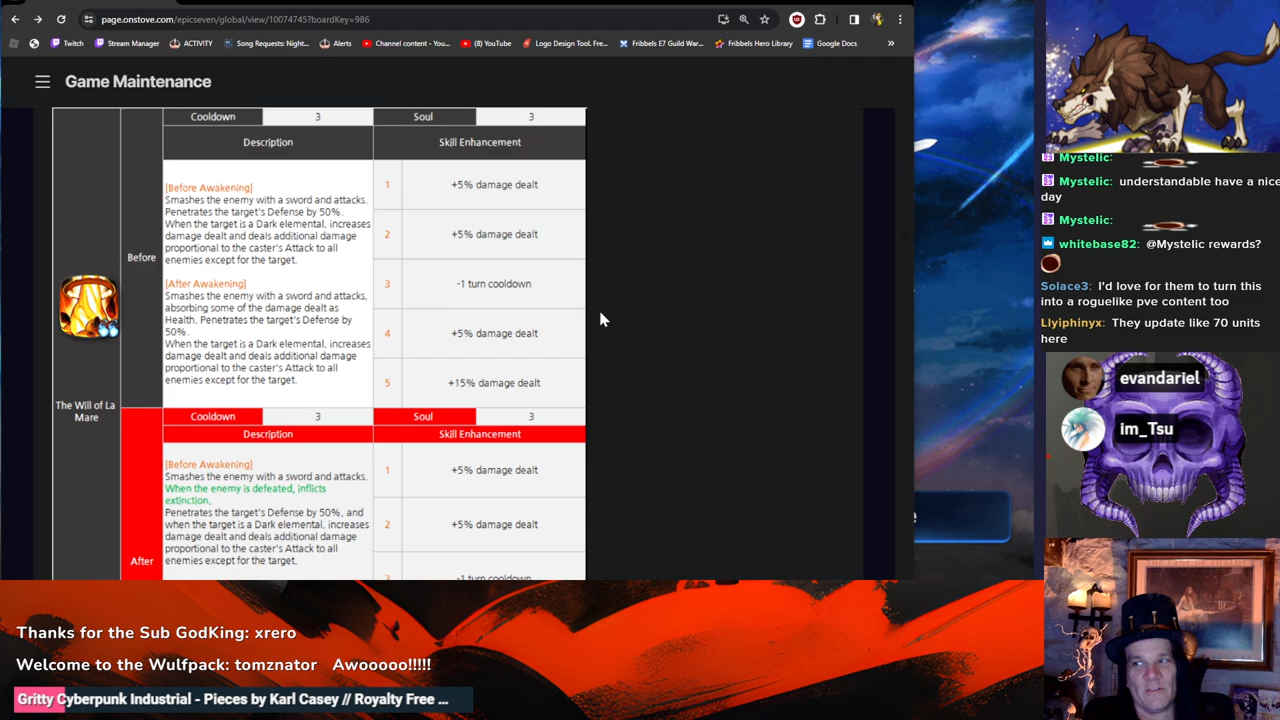 page.onstove.com/epicseven/global/view/10074745?boardKey=986
Twitch
Stream Manager
ACTIVITY
Song Requests: Night...
Alerts
Channel content - You...
(8) YouTube
Logo Design Tool. Fre...
Fribbels E7 Guild War...
Fribbels Hero Library
Google Docs
»
Game Maintenance
Cooldown 3 Soul 3
Description Skill Enhancement
The Will of La
Mare
Before
[Before Awakening]
Smashes the enemy with a sword and attacks.
Penetrates the target's Defense by 50%.
When the target is a Dark elemental, increases
damage dealt and deals additional damage
proportional to the caster's Attack to all
enemies except for the target.
[After Awakening]
Smashes the enemy with a sword and attacks,
absorbing some of the damage dealt as
Health. Penetrates the target's Defense by
50%.
When the target is a Dark elemental, increases
damage dealt and deals additional damage
proportional to the caster's Attack to all
enemies except for the target.
1 +5% damage dealt
2 +5% damage dealt
3 -1 turn cooldown
4 +5% damage dealt
5 +15% damage dealt
Cooldown 3 Soul 3
Description Skill Enhancement
After
[Before Awakening]
Smashes the enemy with a sword and attacks.
When the enemy is defeated, inflicts
extinction.
Penetrates the target's Defense by 50%, and
when the target is a Dark elemental, increases
damage dealt and deals additional damage
proportional to the caster's Attack to all
enemies except for the target.
1 +5% damage dealt
2 +5% damage dealt
3 -1 turn cooldown
Mystelic:
Mystelic: understandable have a nice
day
Mystelic:
whitebase82: @Mystelic rewards?
Solace3: I'd love for them to turn this
into a roguelike pve content too
Llyiphinyx: They update like 70 units
here
evandariel
im_Tsu
Thanks for the Sub GodKing: xrero
Welcome to the Wulfpack: tomznator Awooooo!!!!!
Gritty Cyberpunk Industrial - Pieces by Karl Casey // Royalty Free ...